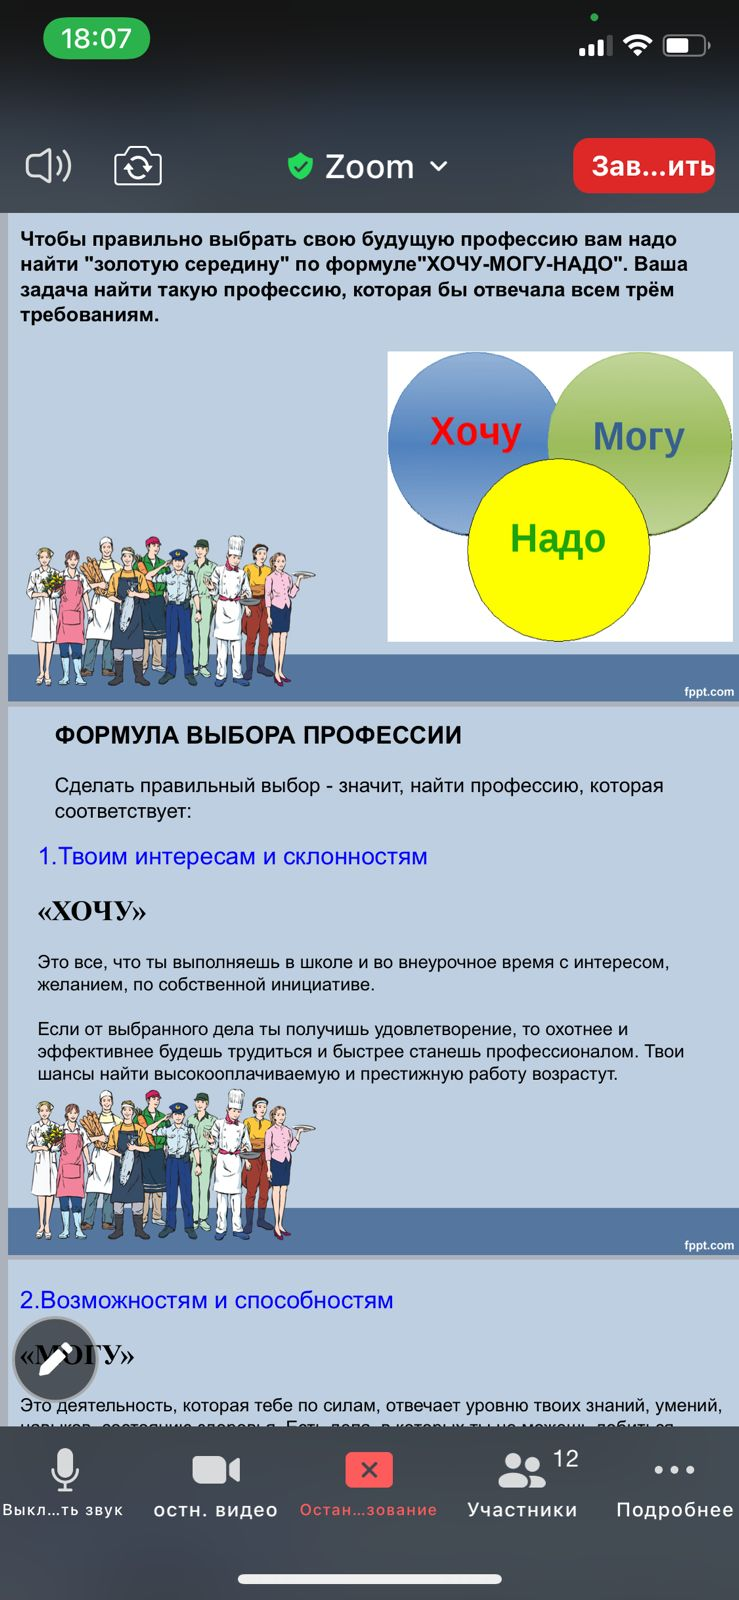 18:07
Zoom
Зав...ить
Чтобы правильно выбрать свою будущую профессию вам надо
найти "золотую середину" по формуле"ХОЧУ-МОГУ-НАДО". Ваша
задача найти такую профессию, которая бы отвечала всем трём
требованиям.
Хочу
Могу
Надо
fppt.com
ФОРМУЛА ВЫБОРА ПРОФЕССИИ
Сделать правильный выбор - значит, найти профессию, которая
соответствует:
1.Твоим интересам и склонностям
«ХОЧУ»
Это все, что ты выполняешь в школе и во внеурочное время с интересом,
желанием, по собственной инициативе.
Если от выбранного дела ты получишь удовлетворение, то охотнее и
эффективнее будешь трудиться и быстрее станешь профессионалом. Твои
шансы найти высокооплачиваемую и престижную работу возрастут.
fppt.com
2.Возможностям и способностям
«МОГУ»
Это деятельность, которая тебе по силам, отвечает уровню твоих знаний, умений,
12
Выкл...ть звук
остн. видео
Остан...зование
Участники
Подробнее